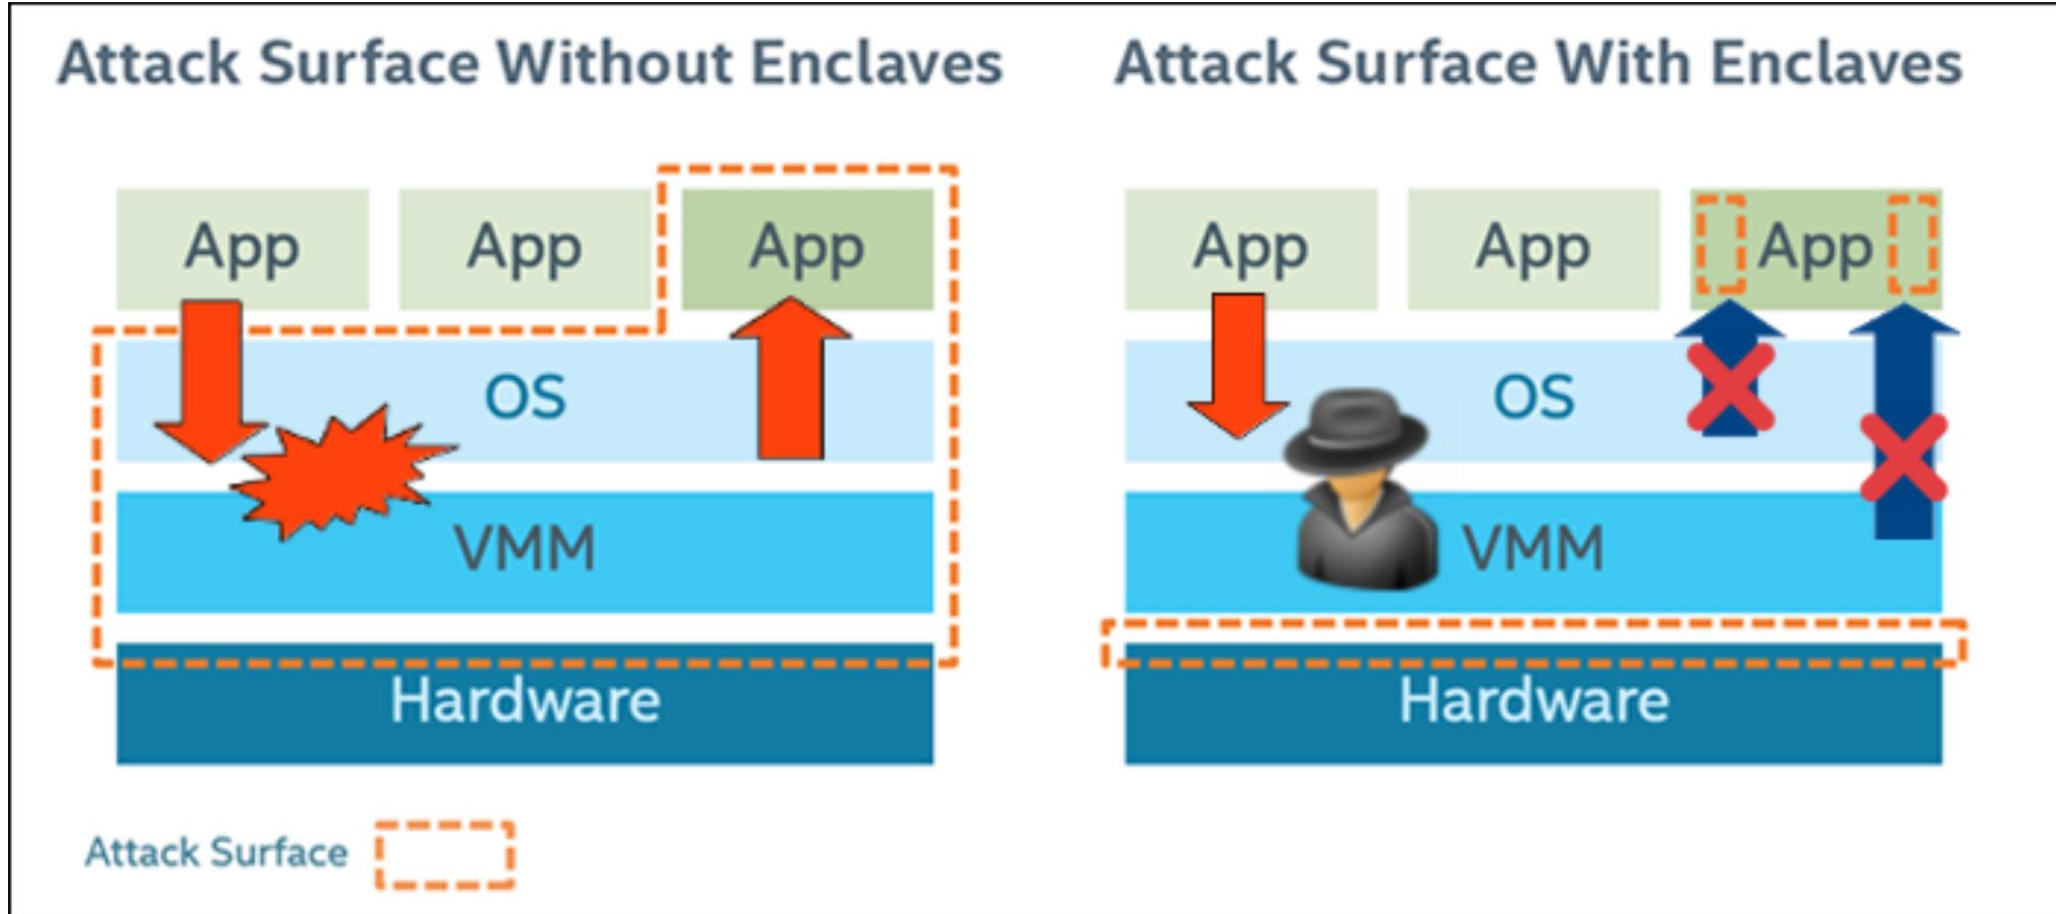 Attack Surface Without Enclaves
App App App
OS
VMM
Hardware
Attack Surface
Attack Surface With Enclaves
App App App
OS
VMM
Hardware